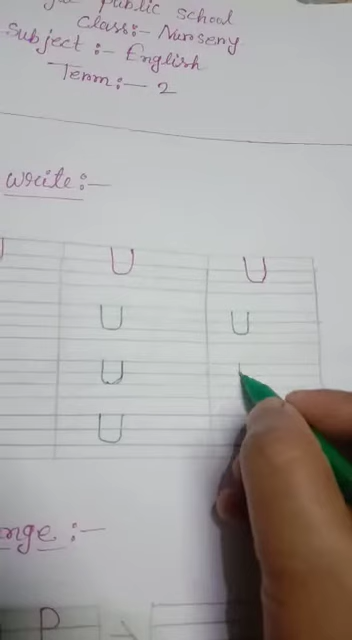 Public School
Class:- Nursery
Subject :- English
Term:- 2
Write:-
U U
U U
U
U
nge :-
P